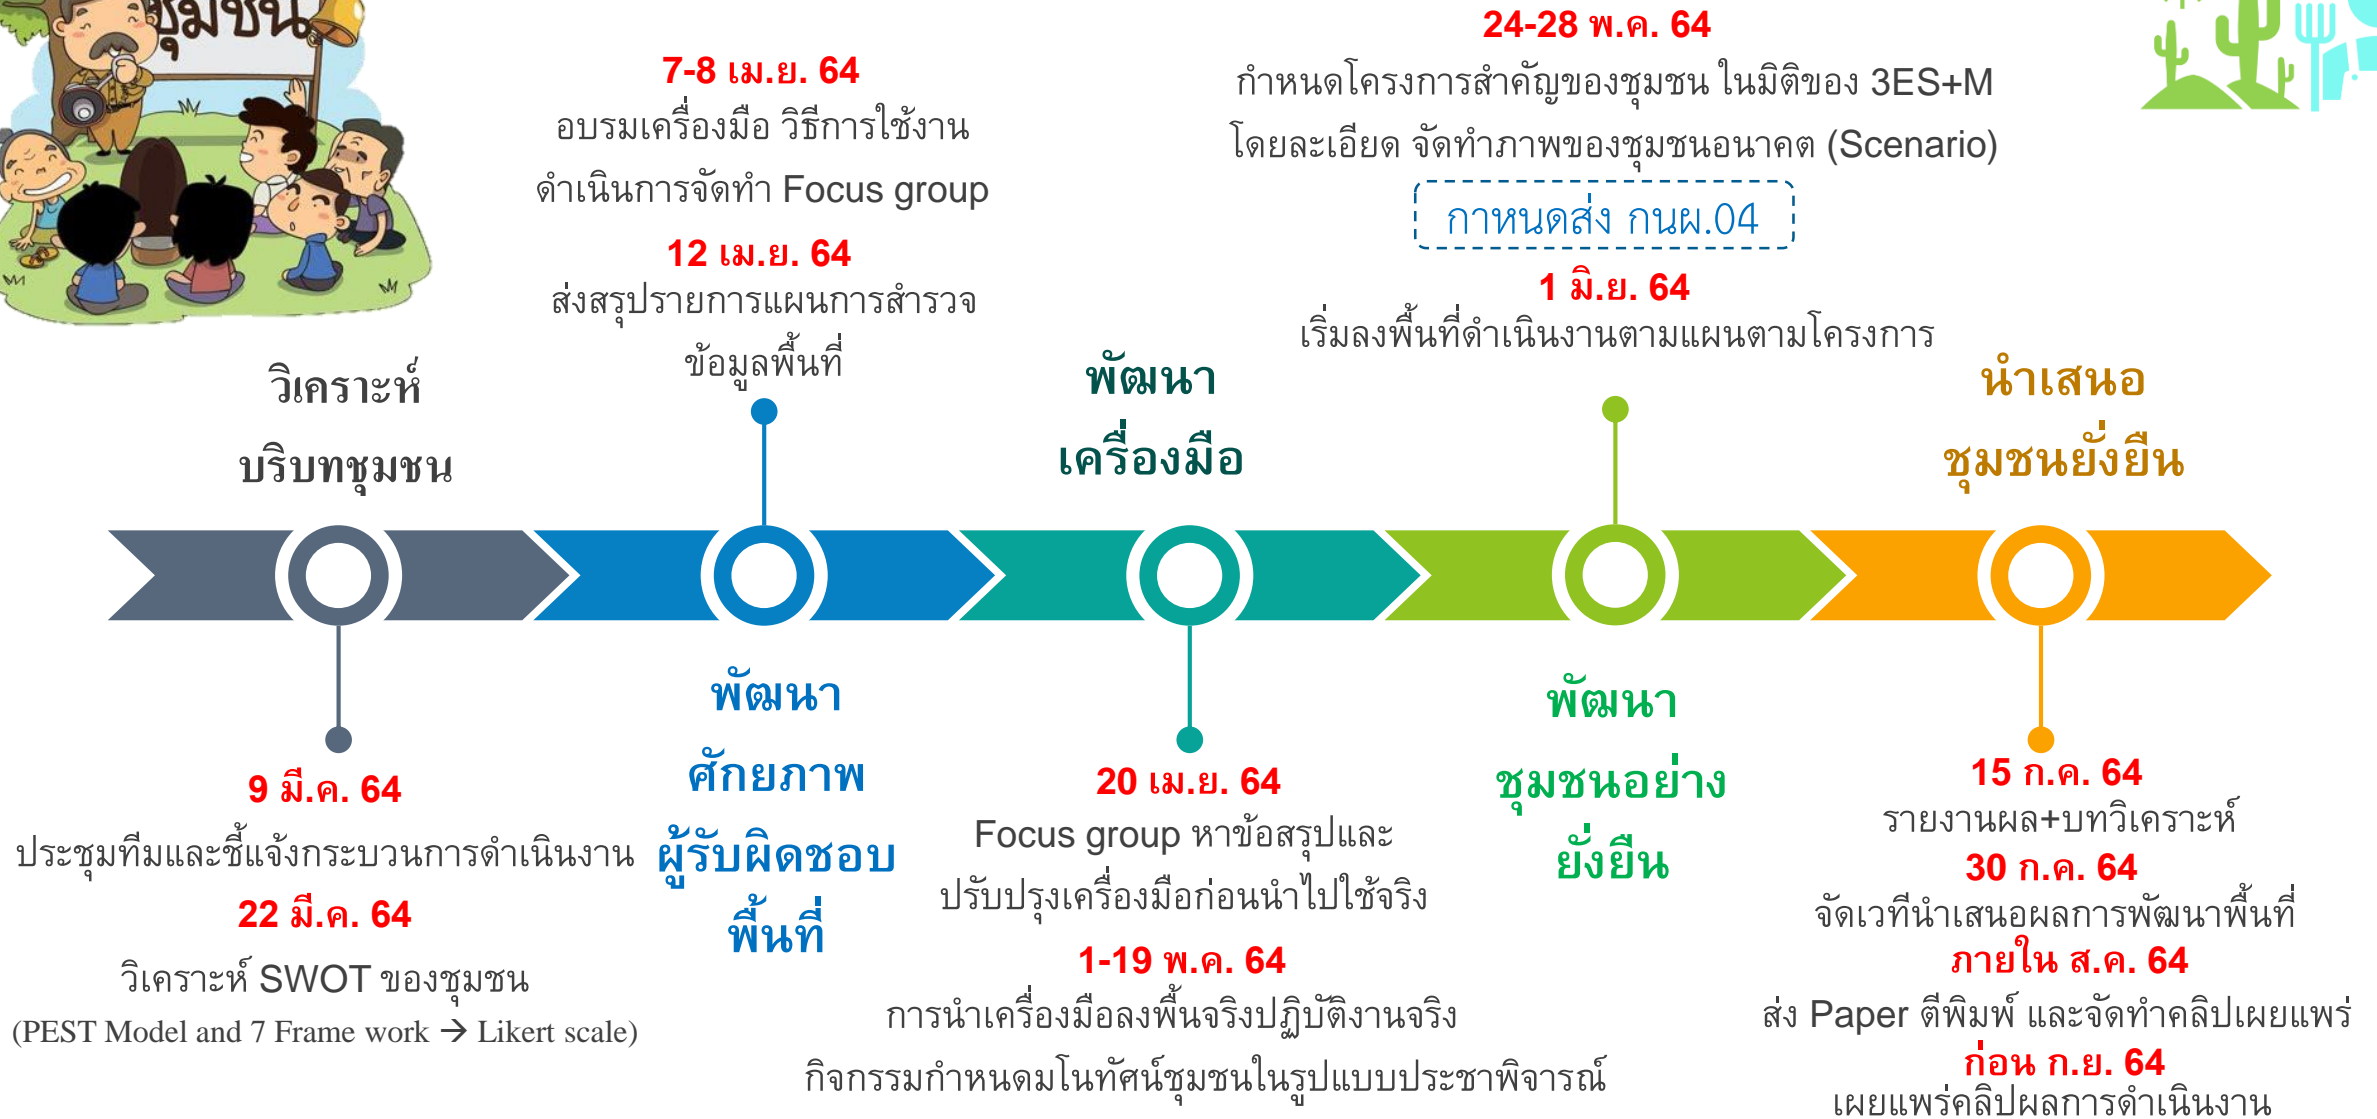 ชุมชน
7-8 เม.ย. 64
อบรมเครื่องมือ วิธีการใช้งาน
ดำเนินการจัดทำ Focus group
12 เม.ย. 64
ส่งสรุปรายการแผนการสำรวจ
ข้อมูลพื้นที่
24-28 พ.ค. 64
กำหนดโครงการสำคัญของชุมชน ในมิติของ 3ES+M
โดยละเอียด จัดทำภาพของชุมชนอนาคต (Scenario)
กาหนดส่ง กนผ.04
1 มิ.ย. 64
เริ่มลงพื้นที่ดำเนินงานตามแผนตามโครงการ
วิเคราะห์
บริบทชุมชน
พัฒนา
เครื่องมือ
นำเสนอ
ชุมชนยั่งยืน
9 มี.ค. 64
ประชุมทีมและชี้แจ้งกระบวนการดำเนินงาน
22 มี.ค. 64
วิเคราะห์ SWOT ของชุมชน
(PEST Model and 7 Frame work → Likert scale)
พัฒนา
ศักยภาพ
ผู้รับผิดชอบ
พื้นที่
20 เม.ย. 64
Focus group หาข้อสรุปและ
ปรับปรุงเครื่องมือก่อนนำไปใช้จริง
1-19 พ.ค. 64
การนำเครื่องมือลงพื้นจริงปฏิบัติงานจริง
กิจกรรมกำหนดมโนทัศน์ชุมชนในรูปแบบประชาพิจารณ์
พัฒนา
ชุมชนอย่าง
ยั่งยืน
15 ก.ค. 64
รายงานผล+บทวิเคราะห์
30 ก.ค. 64
จัดเวทีนำเสนอผลการพัฒนาพื้นที่
ภายใน ส.ค. 64
ส่ง Paper ตีพิมพ์ และจัดทำคลิปเผยแพร่
ก่อน ก.ย. 64
เผยแพร่คลิปผลการดำเนินงาน